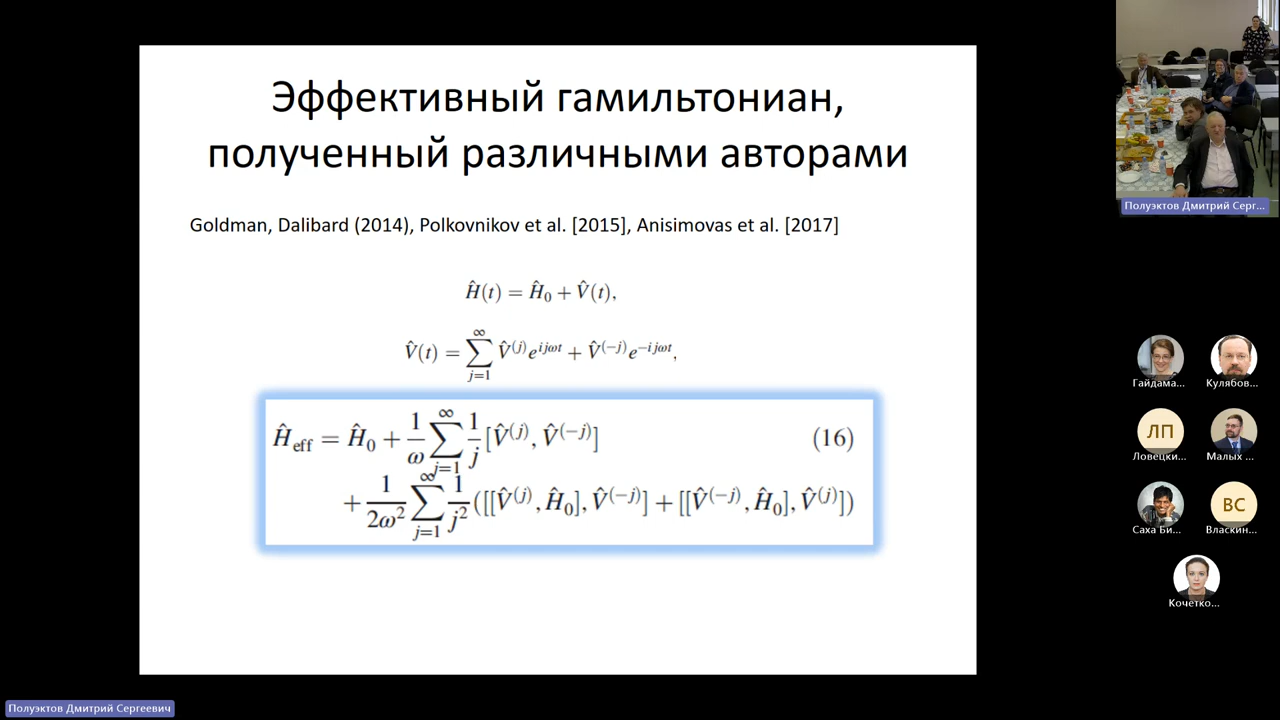 Эффективный гамильтониан,
полученный различными авторами
Goldman, Dalibard (2014), Polkovnikov et al. [2015], Anisimovas et al. [2017]
Ĥ(t) = Ĥ₀ + V̂(t),
V̂(t) = ∑_{j=1}^{∞} V̂^{(j)} e^{ijωt} + V̂^{(−j)} e^{−ijωt},
Ĥ_eff = Ĥ₀ + 1/ω ∑_{j=1}^{∞} 1/j [V̂^{(j)}, V̂^{(−j)}] (16)
+ 1/2ω² ∑_{j=1}^{∞} 1/j² ([[V̂^{(j)}, Ĥ₀], V̂^{(−j)}] + [[V̂^{(−j)}, Ĥ₀], V̂^{(j)}])
Полуэктов Дмитрий Серг...
Гайдама...
Кулябов...
ЛП
Ловецки...
Малых ...
Саха Би...
ВС
Власкин...
Кочетко...
Полуэктов Дмитрий Сергеевич